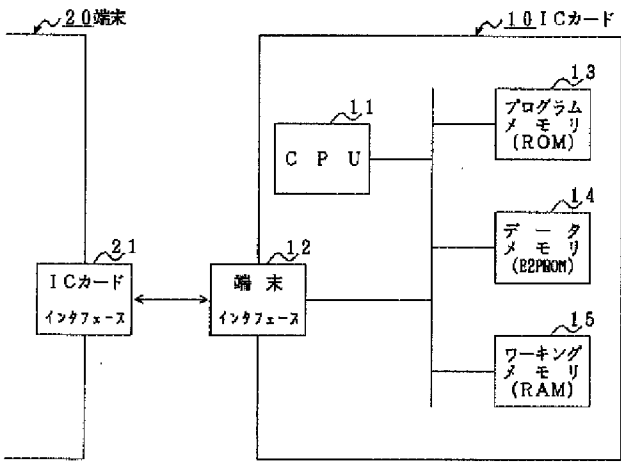 20端末
10ICカード
11
CPU
13
プログラム
メモリ
(ROM)
14
データ
メモリ
(E2PROM)
21
ICカード
インタフェース
12
端末
インタフェース
15
ワーキング
メモリ
(RAM)